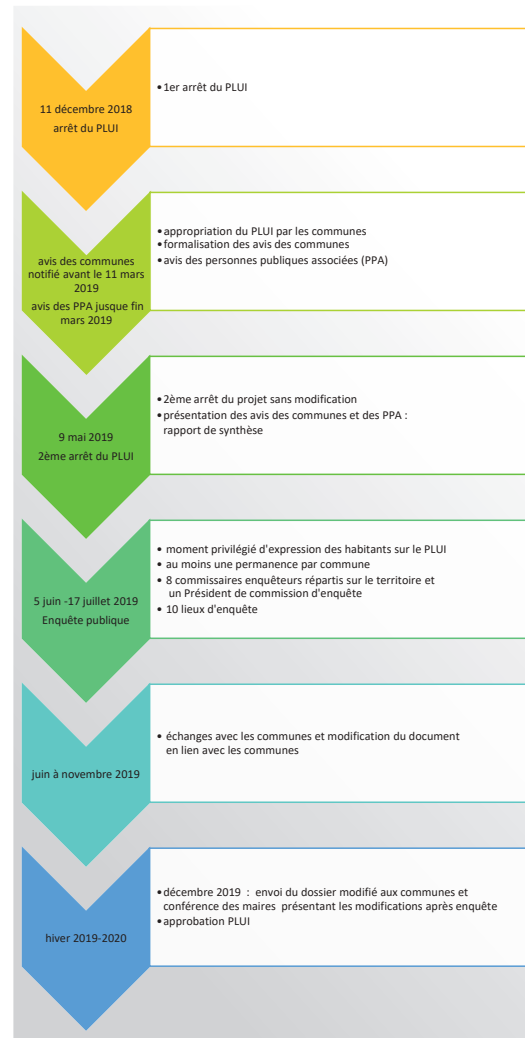 11 décembre 2018
arrêt du PLUI
•1er arrêt du PLUI
avis des communes
notifié avant le 11 mars
2019
avis des PPA jusque fin
mars 2019
•appropriation du PLUI par les communes
•formalisation des avis des communes
•avis des personnes publiques associées (PPA)
9 mai 2019
2ème arrêt du PLUI
•2ème arrêt du projet sans modification
•présentation des avis des communes et des PPA :
rapport de synthèse
5 juin -17 juillet 2019
Enquête publique
• moment privilégié d'expression des habitants sur le PLUI
• au moins une permanence par commune
• 8 commissaires enquêteurs répartis sur le territoire et
un Président de commission d'enquête
• 10 lieux d'enquête
juin à novembre 2019
• échanges avec les communes et modification du document
en lien avec les communes
hiver 2019-2020
•décembre 2019 : envoi du dossier modifié aux communes et
conférence des maires présentant les modifications après enquête
•approbation PLUI